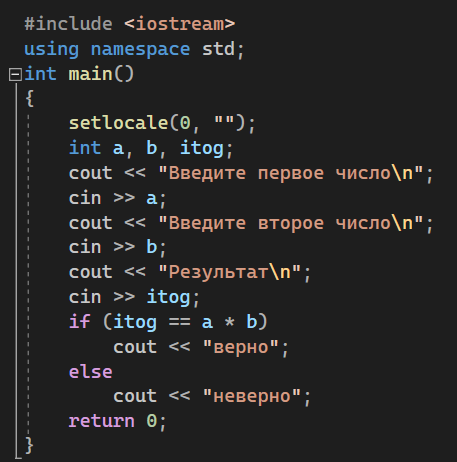 #include <iostream>
using namespace std;
int main()
{
    setlocale(0, "");
    int a, b, itog;
    cout << "Введите первое число\n";
    cin >> a;
    cout << "Введите второе число\n";
    cin >> b;
    cout << "Результат\n";
    cin >> itog;
    if (itog == a * b)
        cout << "верно";
    else
        cout << "неверно";
    return 0;
}